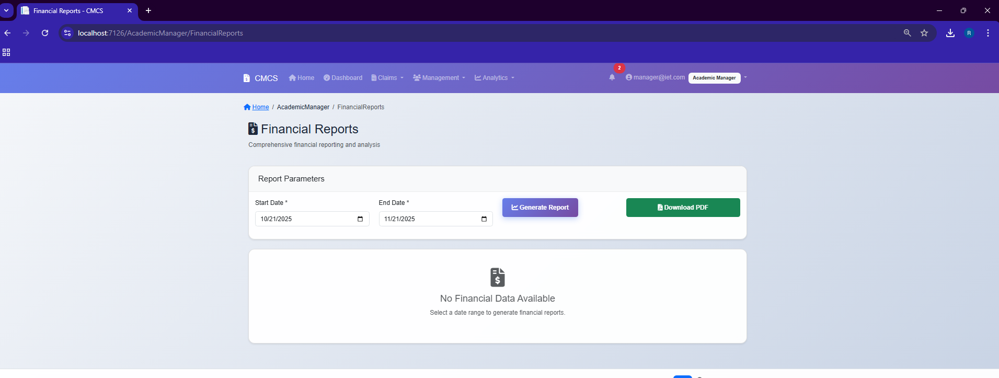 Financial Reports - CMCS
localhost:7126/AcademicManager/FinancialReports
R
2
CMCS Home Dashboard Claims Management Analytics manager@iet.com Academic Manager
Home / AcademicManager / FinancialReports
Financial Reports
Comprehensive financial reporting and analysis
Report Parameters
Start Date * End Date * Generate Report Download PDF
10/21/2025 11/21/2025
No Financial Data Available
Select a date range to generate financial reports.